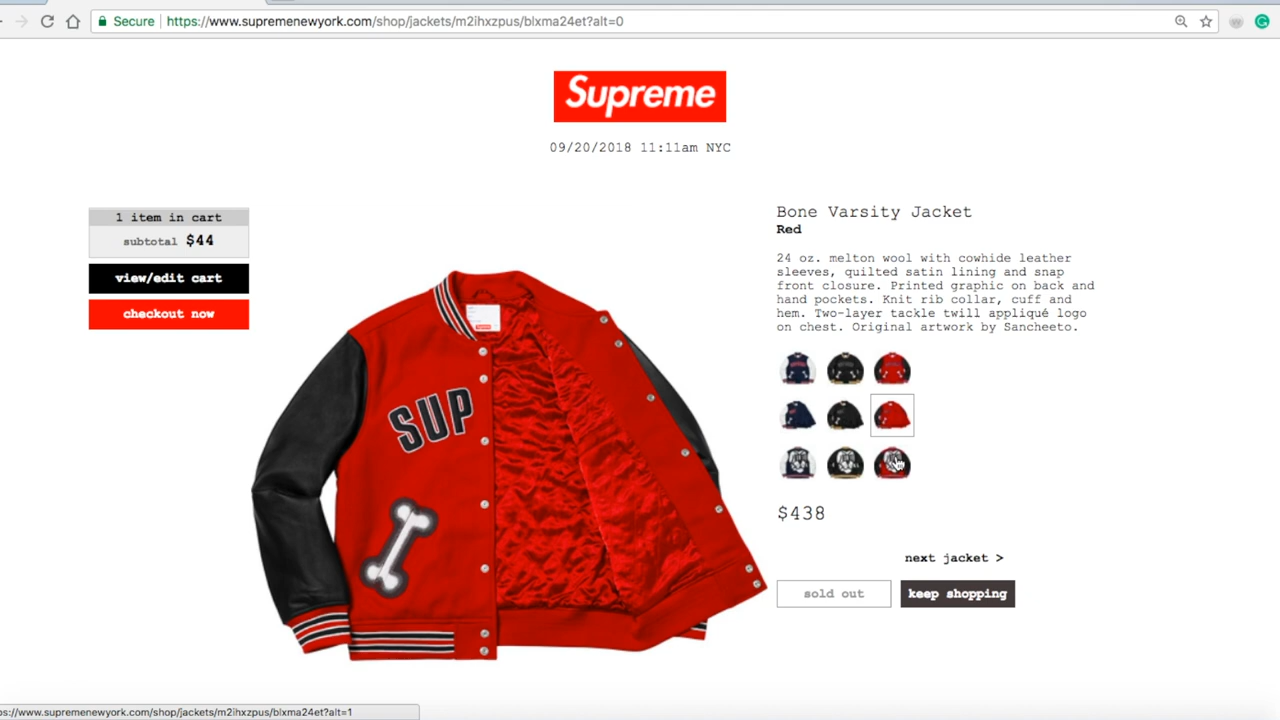 Secure
https://www.supremenewyork.com/shop/jackets/m2ihxzpus/blxma24et?alt=0
Supreme
09/20/2018 11:11am NYC
1 item in cart
subtotal $44
view/edit cart
checkout now
SUP
Bone Varsity Jacket
Red
24 oz. melton wool with cowhide leather
sleeves, quilted satin lining and snap
front closure. Printed graphic on back and
hand pockets. Knit rib collar, cuff and
hem. Two-layer tackle twill appliqué logo
on chest. Original artwork by Sancheeto.
$438
next jacket >
sold out
keep shopping
ps://www.supremenewyork.com/shop/jackets/m2ihxzpus/blxma24et?alt=1